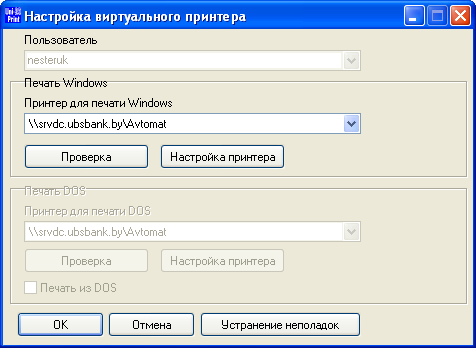 Uni-
Print
Настройка виртуального принтера
Пользователь
nesteruk
Печать Windows
Принтер для печати Windows
\\srvdc.ubsbank.by\Avtomat
Проверка Настройка принтера
Печать DOS
Принтер для печати DOS
\\srvdc.ubsbank.by\Avtomat
Проверка Настройка принтера
Печать из DOS
OK Отмена Устранение неполадок